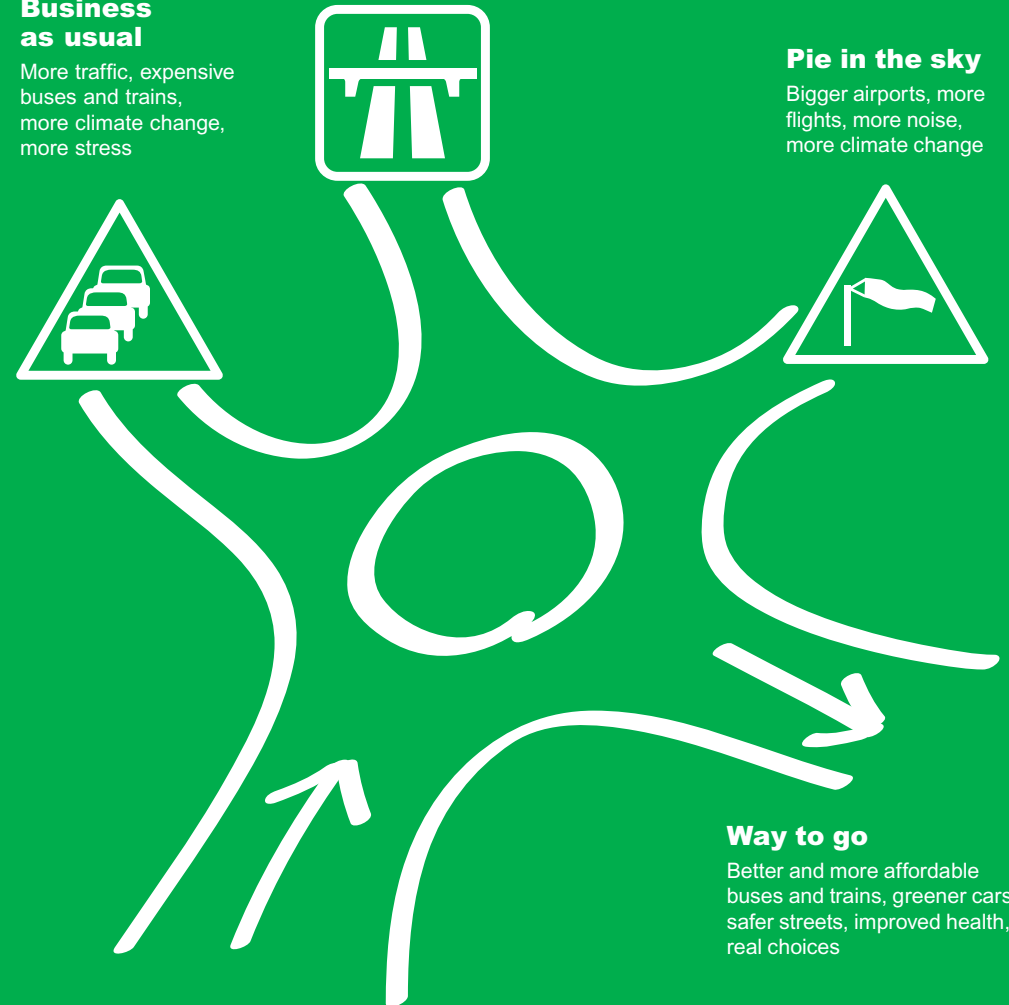 Business
as usual
More traffic, expensive
buses and trains,
more climate change,
more stress
Pie in the sky
Bigger airports, more
flights, more noise,
more climate change
Way to go
Better and more affordable
buses and trains, greener cars
safer streets, improved health,
real choices